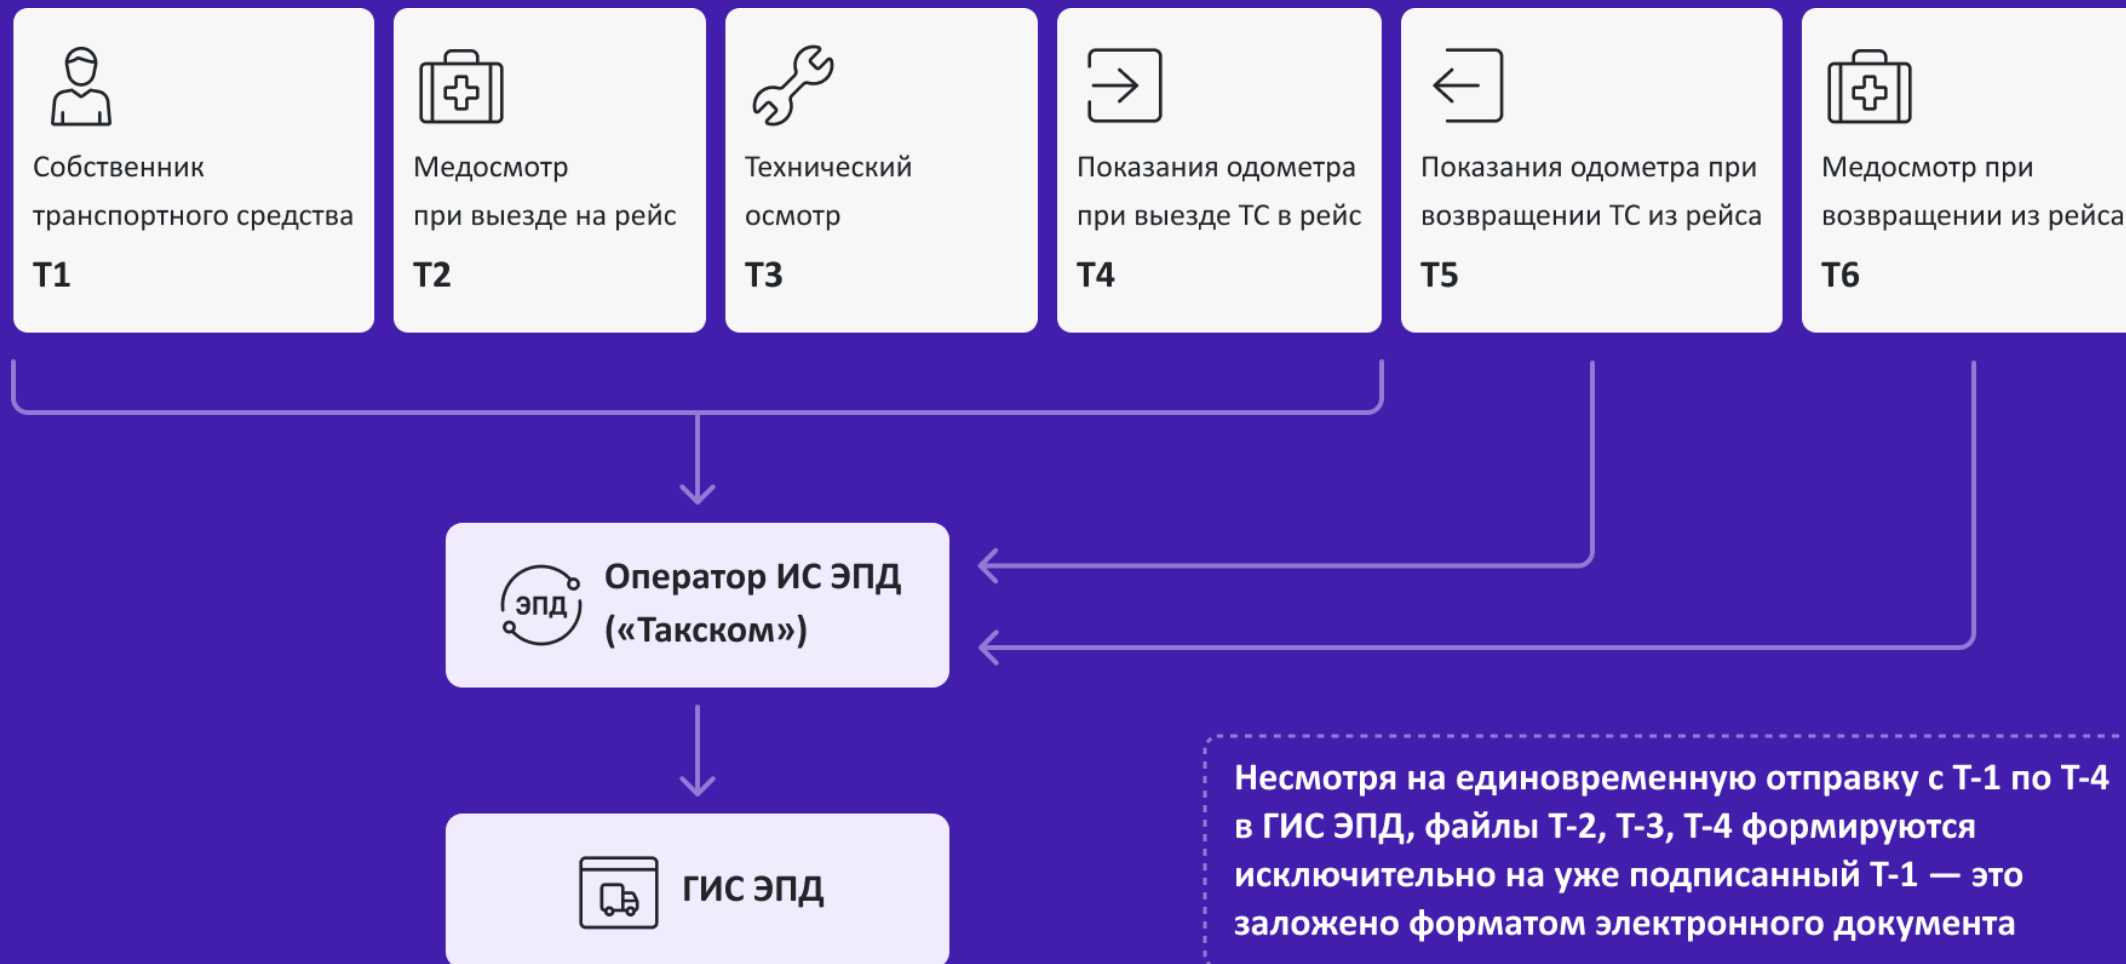 Собственник
транспортного средства
Т1
Медосмотр
при выезде на рейс
Т2
Технический
осмотр
Т3
Показания одометра
при выезде ТС в рейс
Т4
Показания одометра при
возвращении ТС из рейса
Т5
Медосмотр при
возвращении из рейса
Т6
ЭПД
Оператор ИС ЭПД
(«Такском»)
ГИС ЭПД
Несмотря на единовременную отправку с Т-1 по Т-4
в ГИС ЭПД, файлы Т-2, Т-3, Т-4 формируются
исключительно на уже подписанный Т-1 — это
заложено форматом электронного документа